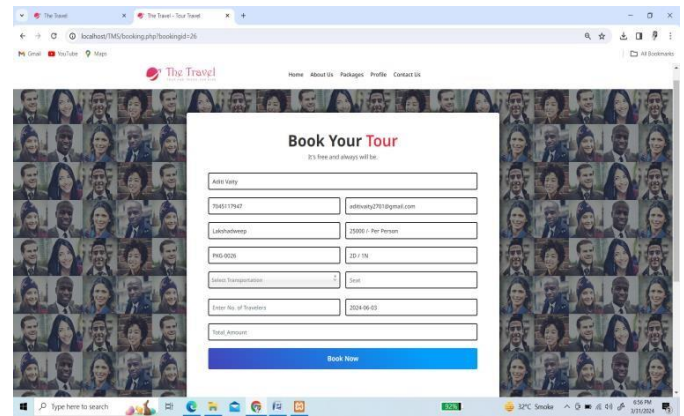 The Travel
The Travel - Tour Travel
localhost/TMS/booking.php?bookingid=26
Gmail YouTube Maps
All Bookmarks
The Travel
Home About Us Packages Profile Contact Us
Book Your Tour
It's free and always will be.
Aditi Vaity
7045117947
aditivaity2701@gmail.com
Lakshadweep
25000 /- Per Person
PKG-0026
2D / 1N
Select Transportation
Seat
Enter No. of Travelers
2024-06-03
Total_Amount
Book Now
Type here to search
92%
32°C Smoke
6:56 PM
3/31/2024